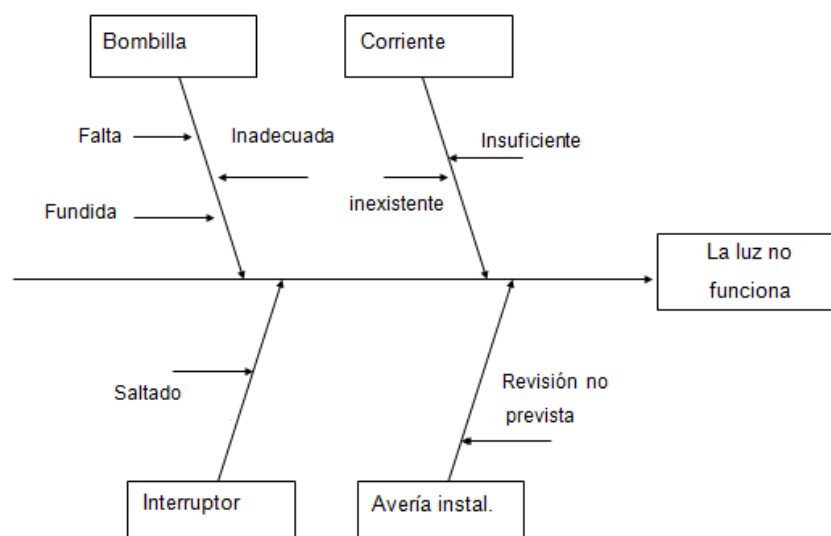 Bombilla
Corriente
Falta
Inadecuada
Insuficiente
Fundida
inexistente
La luz no
funciona
Saltado
Revisión no
prevista
Interruptor
Avería instal.